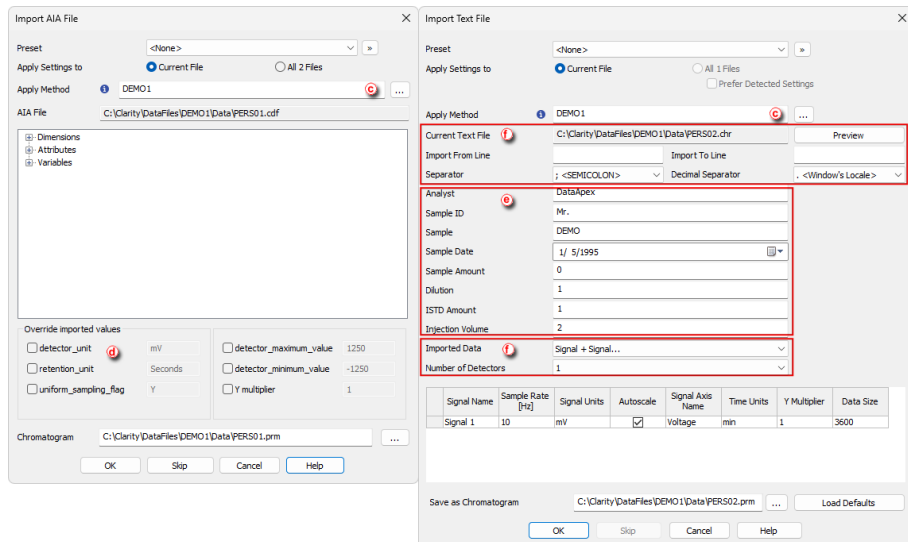 Import AIA File
Preset <None> »
Apply Settings to Current File All 2 Files
Apply Method DEMO1 c ...
AIA File C:\Clarity\DataFiles\DEMO1\Data\PERS01.cdf
Dimensions
Attributes
Variables
Override imported values
detector_unit d mV detector_maximum_value 1250
retention_unit Seconds detector_minimum_value -1250
uniform_sampling_flag Y Y multiplier 1
Chromatogram C:\Clarity\DataFiles\DEMO1\Data\PERS01.prm ...
OK Skip Cancel Help
Import Text File
Preset <None> »
Apply Settings to Current File All 1 Files
Prefer Detected Settings
Apply Method DEMO1 c ...
Current Text File f C:\Clarity\DataFiles\DEMO1\Data\PERS02.chr Preview
Import From Line Import To Line
Separator ; <SEMICOLON> Decimal Separator . <Window's Locale>
Analyst e DataApex
Sample ID Mr.
Sample DEMO
Sample Date 1/ 5/1995
Sample Amount 0
Dilution 1
ISTD Amount 1
Injection Volume 2
Imported Data f Signal + Signal...
Number of Detectors 1
Signal Name Sample Rate [Hz] Signal Units Autoscale Signal Axis Name Time Units Y Multiplier Data Size
Signal 1 10 mV Voltage min 1 3600
Save as Chromatogram C:\Clarity\DataFiles\DEMO1\Data\PERS02.prm ... Load Defaults
OK Skip Cancel Help